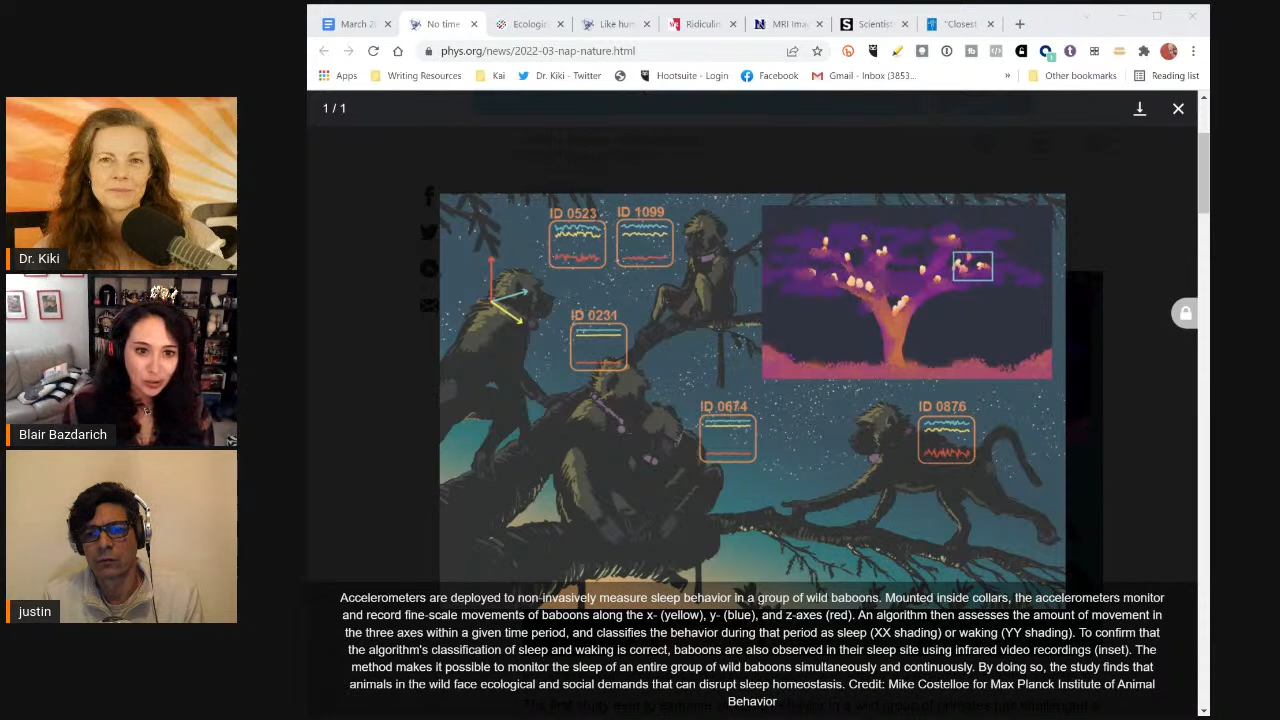 March 2
No time
Ecologi
Like hum
Ridiculin
MRI Ima
Scientist
"Closest
phys.org/news/2022-03-nap-nature.html
Apps
Writing Resources
Kai
Dr. Kiki - Twitter
Hootsuite - Login
Facebook
Gmail - Inbox (3853...
»
Other bookmarks
Reading list
1 / 1
ID 0523
ID 1099
ID 0231
ID 0674
ID 0876
Dr. Kiki
Blair Bazdarich
justin
Accelerometers are deployed to non-invasively measure sleep behavior in a group of wild baboons. Mounted inside collars, the accelerometers monitor
and record fine-scale movements of baboons along the x- (yellow), y- (blue), and z-axes (red). An algorithm then assesses the amount of movement in
the three axes within a given time period, and classifies the behavior during that period as sleep (XX shading) or waking (YY shading). To confirm that
the algorithm's classification of sleep and waking is correct, baboons are also observed in their sleep site using infrared video recordings (inset). The
method makes it possible to monitor the sleep of an entire group of wild baboons simultaneously and continuously. By doing so, the study finds that
animals in the wild face ecological and social demands that can disrupt sleep homeostasis. Credit: Mike Costelloe for Max Planck Institute of Animal
Behavior